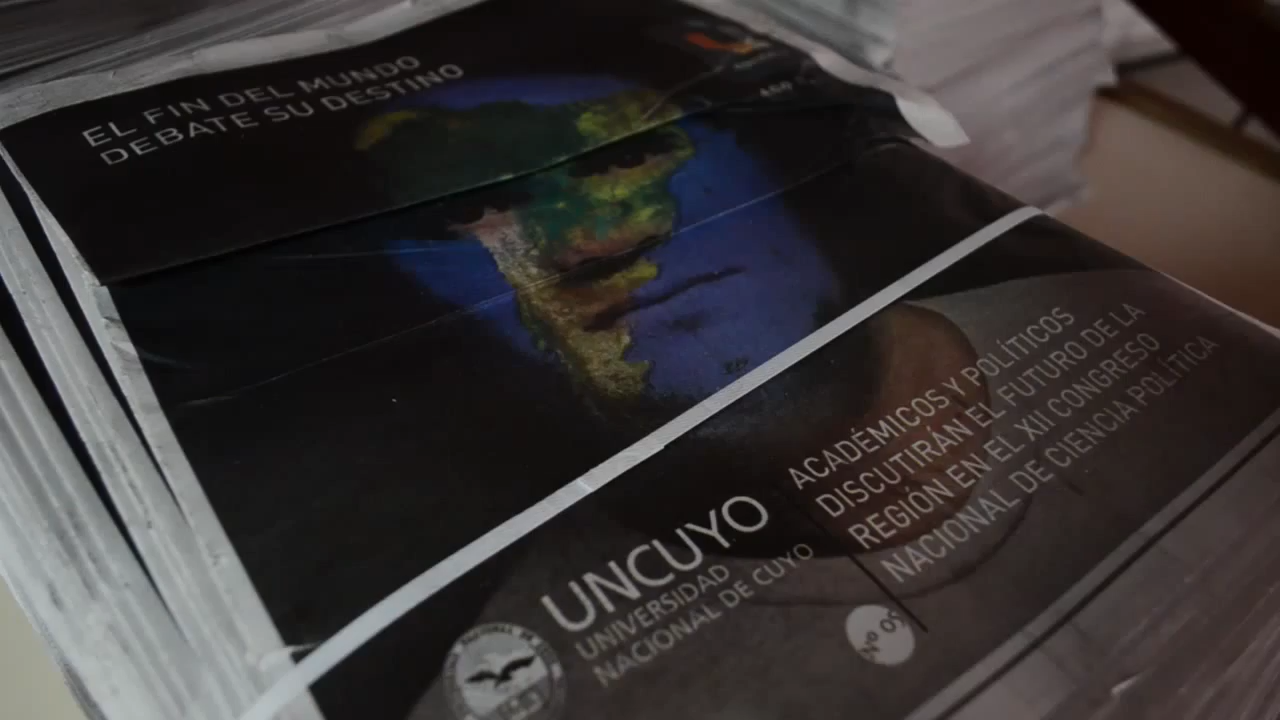 EL FIN DEL MUNDO
DEBATE SU DESTINO
ACADÉMICOS Y POLÍTICOS
DISCUTIRÁN EL FUTURO DE LA
REGIÓN EN EL XII CONGRESO
NACIONAL DE CIENCIA POLÍTICA
UNCUYO
UNIVERSIDAD
NACIONAL DE CUYO